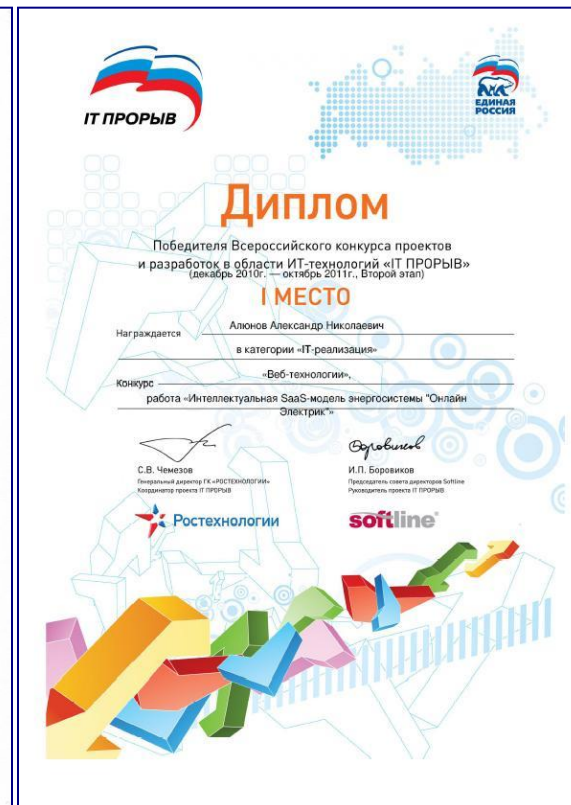 IT ПРОРЫВ
ЕДИНАЯ
РОССИЯ
Диплом
Победителя Всероссийского конкурса проектов
и разработок в области ИТ-технологий «IT ПРОРЫВ»
(декабрь 2010г. — октябрь 2011г., Второй этап)
I МЕСТО
Награждается Алюнов Александр Николаевич
в категории «IT-реализация»
Конкурс «Веб-технологии»,
работа «Интеллектуальная SaaS-модель энергосистемы "Онлайн
Электрик"»
С.В. Чемезов
Генеральный директор ГК «РОСТЕХНОЛОГИИ»
Координатор проекта IT ПРОРЫВ
И.П. Боровиков
Председатель совета директоров Softline
Руководитель проекта IT ПРОРЫВ
Ростехнологии
softline